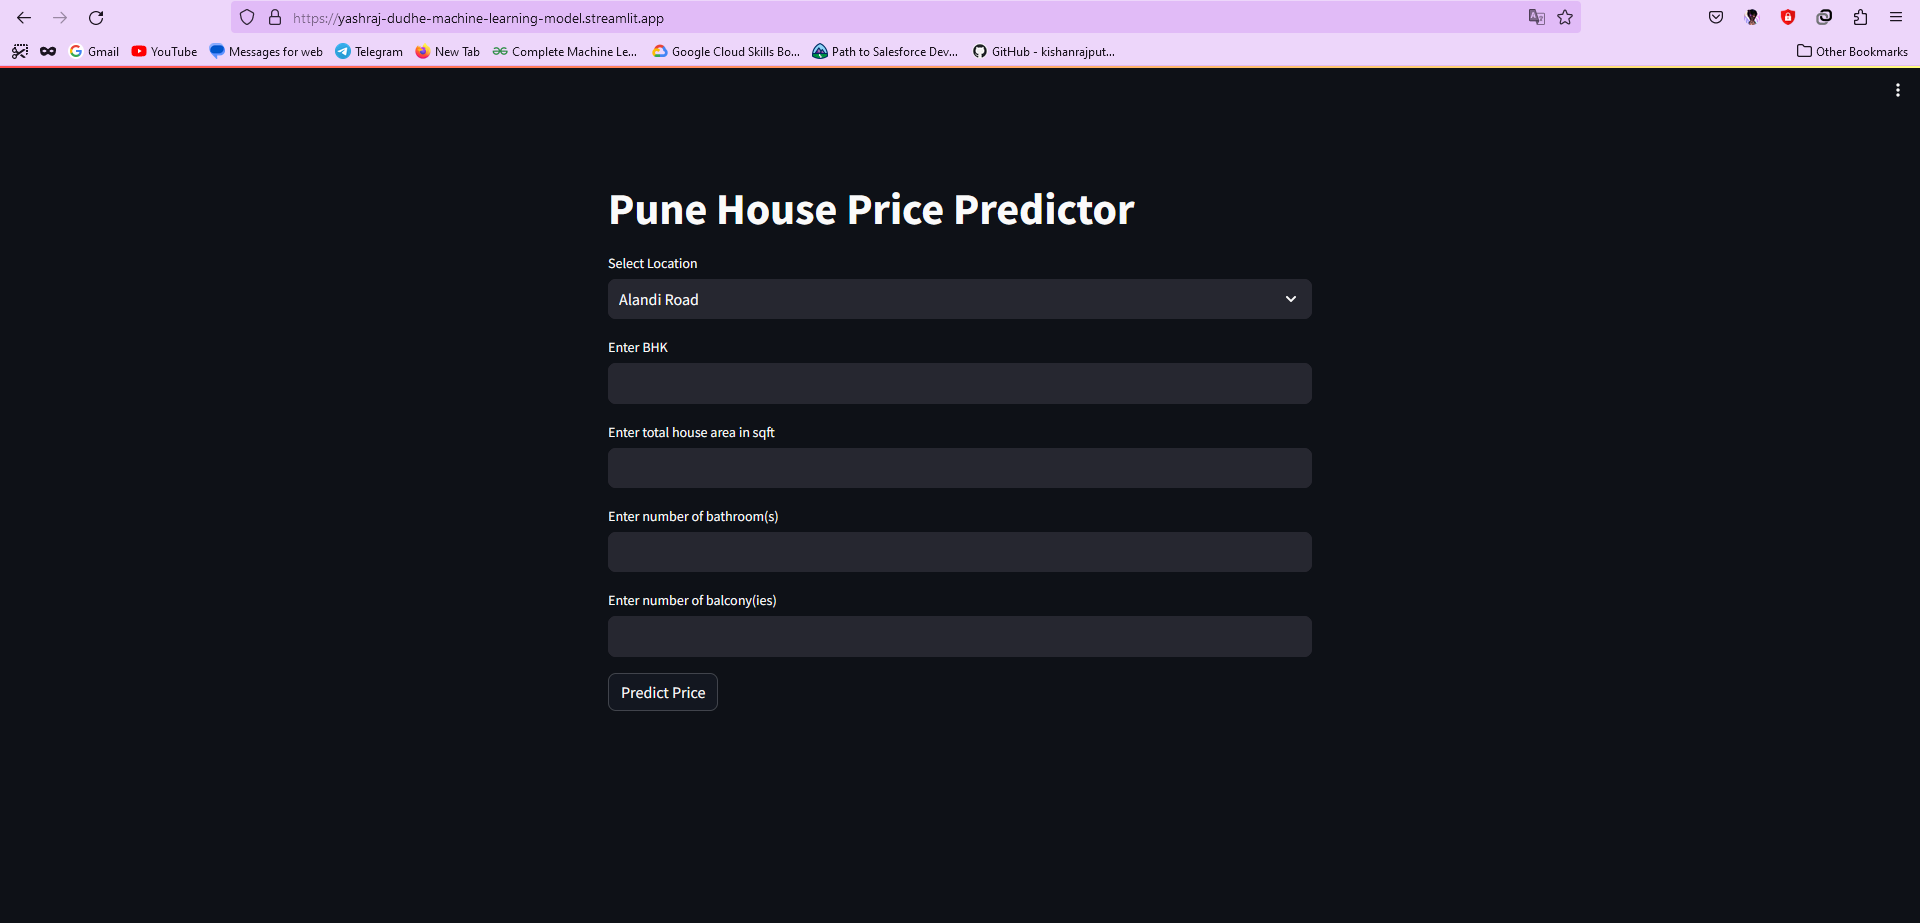 https://yashraj-dudhe-machine-learning-model.streamlit.app
Gmail YouTube Messages for web Telegram New Tab Complete Machine Le... Google Cloud Skills Bo... Path to Salesforce Dev... GitHub - kishanrajput... Other Bookmarks
Pune House Price Predictor
Select Location
Alandi Road
Enter BHK
Enter total house area in sqft
Enter number of bathroom(s)
Enter number of balcony(ies)
Predict Price